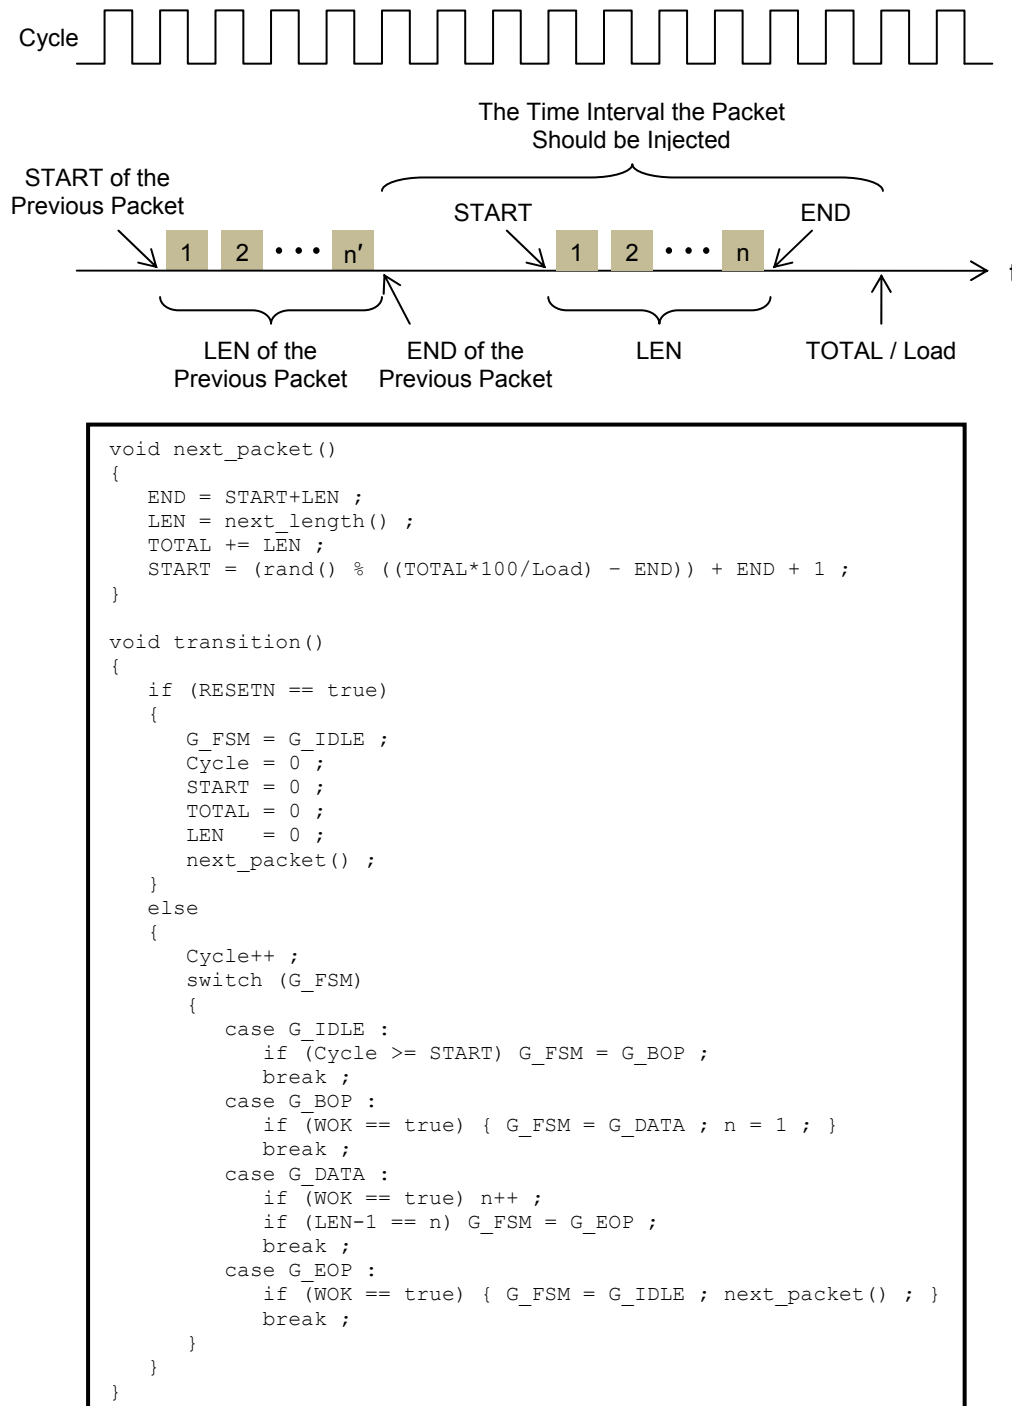 Cycle
The Time Interval the Packet
Should be Injected
START of the
Previous Packet
START
END
1 2 • • • n′
1 2 • • • n
t
LEN of the
Previous Packet
END of the
Previous Packet
LEN
TOTAL / Load
void next_packet()
{
END = START+LEN ;
LEN = next_length() ;
TOTAL += LEN ;
START = (rand() % ((TOTAL*100/Load) – END)) + END + 1 ;
}
void transition()
{
if (RESETN == true)
{
G_FSM = G_IDLE ;
Cycle = 0 ;
START = 0 ;
TOTAL = 0 ;
LEN = 0 ;
next_packet() ;
}
else
{
Cycle++ ;
switch (G_FSM)
{
case G_IDLE :
if (Cycle >= START) G_FSM = G_BOP ;
break ;
case G_BOP :
if (WOK == true) { G_FSM = G_DATA ; n = 1 ; }
break ;
case G_DATA :
if (WOK == true) n++ ;
if (LEN-1 == n) G_FSM = G_EOP ;
break ;
case G_EOP :
if (WOK == true) { G_FSM = G_IDLE ; next_packet() ; }
break ;
}
}
}